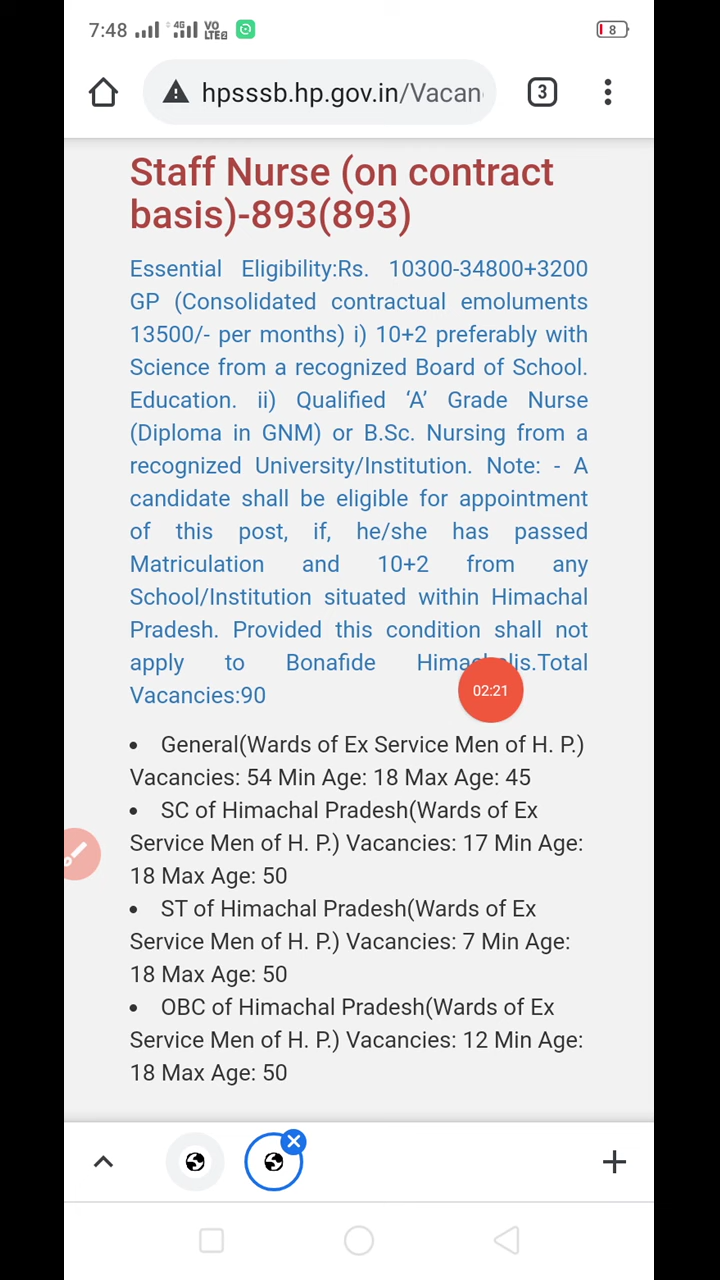 7:48 4G VO LTE2 8
hpsssb.hp.gov.in/Vacan 3
Staff Nurse (on contract
basis)-893(893)
Essential Eligibility:Rs. 10300-34800+3200
GP (Consolidated contractual emoluments
13500/- per months) i) 10+2 preferably with
Science from a recognized Board of School.
Education. ii) Qualified ‘A’ Grade Nurse
(Diploma in GNM) or B.Sc. Nursing from a
recognized University/Institution. Note: - A
candidate shall be eligible for appointment
of this post, if, he/she has passed
Matriculation and 10+2 from any
School/Institution situated within Himachal
Pradesh. Provided this condition shall not
apply to Bonafide .Total
Vacancies:90
02:21
• General(Wards of Ex Service Men of H. P.)
Vacancies: 54 Min Age: 18 Max Age: 45
• SC of Himachal Pradesh(Wards of Ex
Service Men of H. P.) Vacancies: 17 Min Age:
18 Max Age: 50
• ST of Himachal Pradesh(Wards of Ex
Service Men of H. P.) Vacancies: 7 Min Age:
18 Max Age: 50
• OBC of Himachal Pradesh(Wards of Ex
Service Men of H. P.) Vacancies: 12 Min Age:
18 Max Age: 50